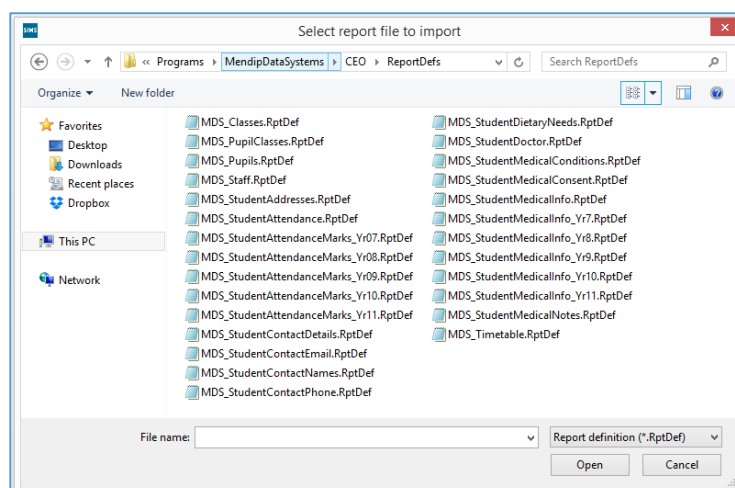 SIMS
Select report file to import
« Programs MendipDataSystems CEO ReportDefs
Search ReportDefs
Organize
New folder
Favorites
Desktop
Downloads
Recent places
Dropbox
This PC
Network
MDS_Classes.RptDef
MDS_PupilClasses.RptDef
MDS_Pupils.RptDef
MDS_Staff.RptDef
MDS_StudentAddresses.RptDef
MDS_StudentAttendance.RptDef
MDS_StudentAttendanceMarks_Yr07.RptDef
MDS_StudentAttendanceMarks_Yr08.RptDef
MDS_StudentAttendanceMarks_Yr09.RptDef
MDS_StudentAttendanceMarks_Yr10.RptDef
MDS_StudentAttendanceMarks_Yr11.RptDef
MDS_StudentContactDetails.RptDef
MDS_StudentContactEmail.RptDef
MDS_StudentContactNames.RptDef
MDS_StudentContactPhone.RptDef
MDS_StudentDietaryNeeds.RptDef
MDS_StudentDoctor.RptDef
MDS_StudentMedicalConditions.RptDef
MDS_StudentMedicalConsent.RptDef
MDS_StudentMedicalInfo.RptDef
MDS_StudentMedicalInfo_Yr7.RptDef
MDS_StudentMedicalInfo_Yr8.RptDef
MDS_StudentMedicalInfo_Yr9.RptDef
MDS_StudentMedicalInfo_Yr10.RptDef
MDS_StudentMedicalInfo_Yr11.RptDef
MDS_StudentMedicalNotes.RptDef
MDS_Timetable.RptDef
File name:
Report definition (*.RptDef)
Open
Cancel